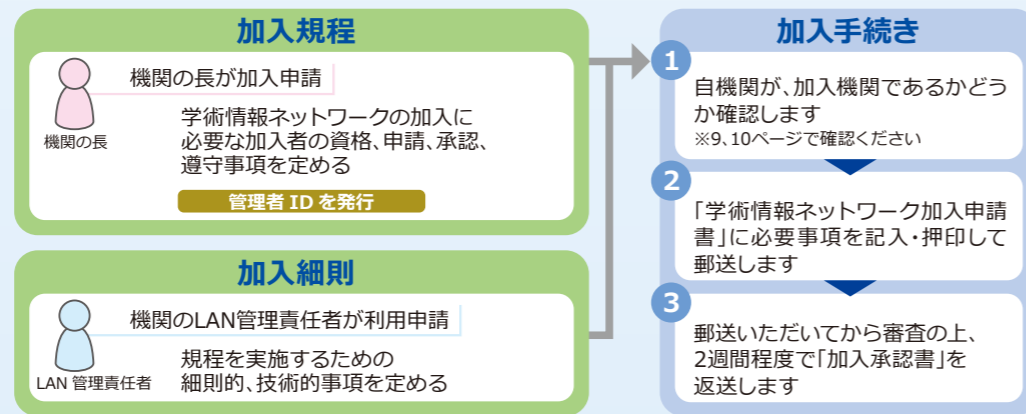 加入規程
機関の長が加入申請
機関の長
学術情報ネットワークの加入に
必要な加入者の資格、申請、承認、
遵守事項を定める
管理者 ID を発行
加入細則
機関のLAN管理責任者が利用申請
LAN 管理責任者
規程を実施するための
細則的、技術的事項を定める
加入手続き
1
自機関が、加入機関であるかどう
か確認します
※9、10ページで確認ください
2
「学術情報ネットワーク加入申請
書」に必要事項を記入・押印して
郵送します
3
郵送いただいてから審査の上、
2週間程度で「加入承認書」を
返送します